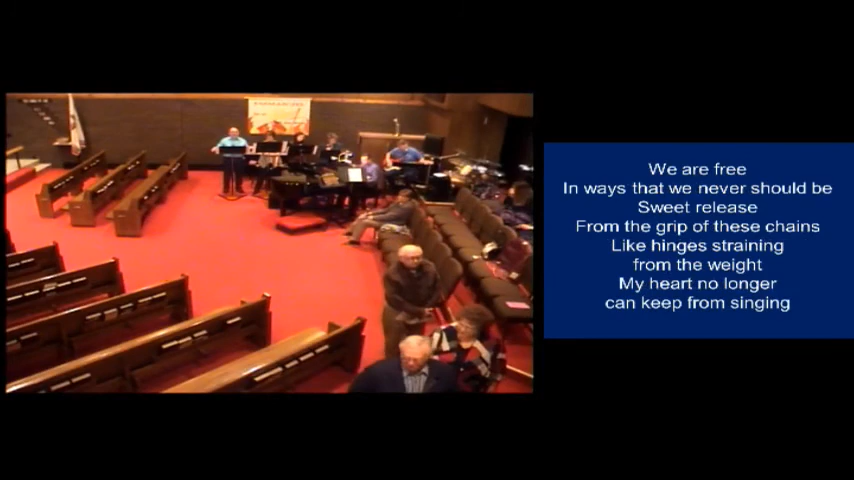 We are free
In ways that we never should be
Sweet release
From the grip of these chains
Like hinges straining
from the weight
My heart no longer
can keep from singing